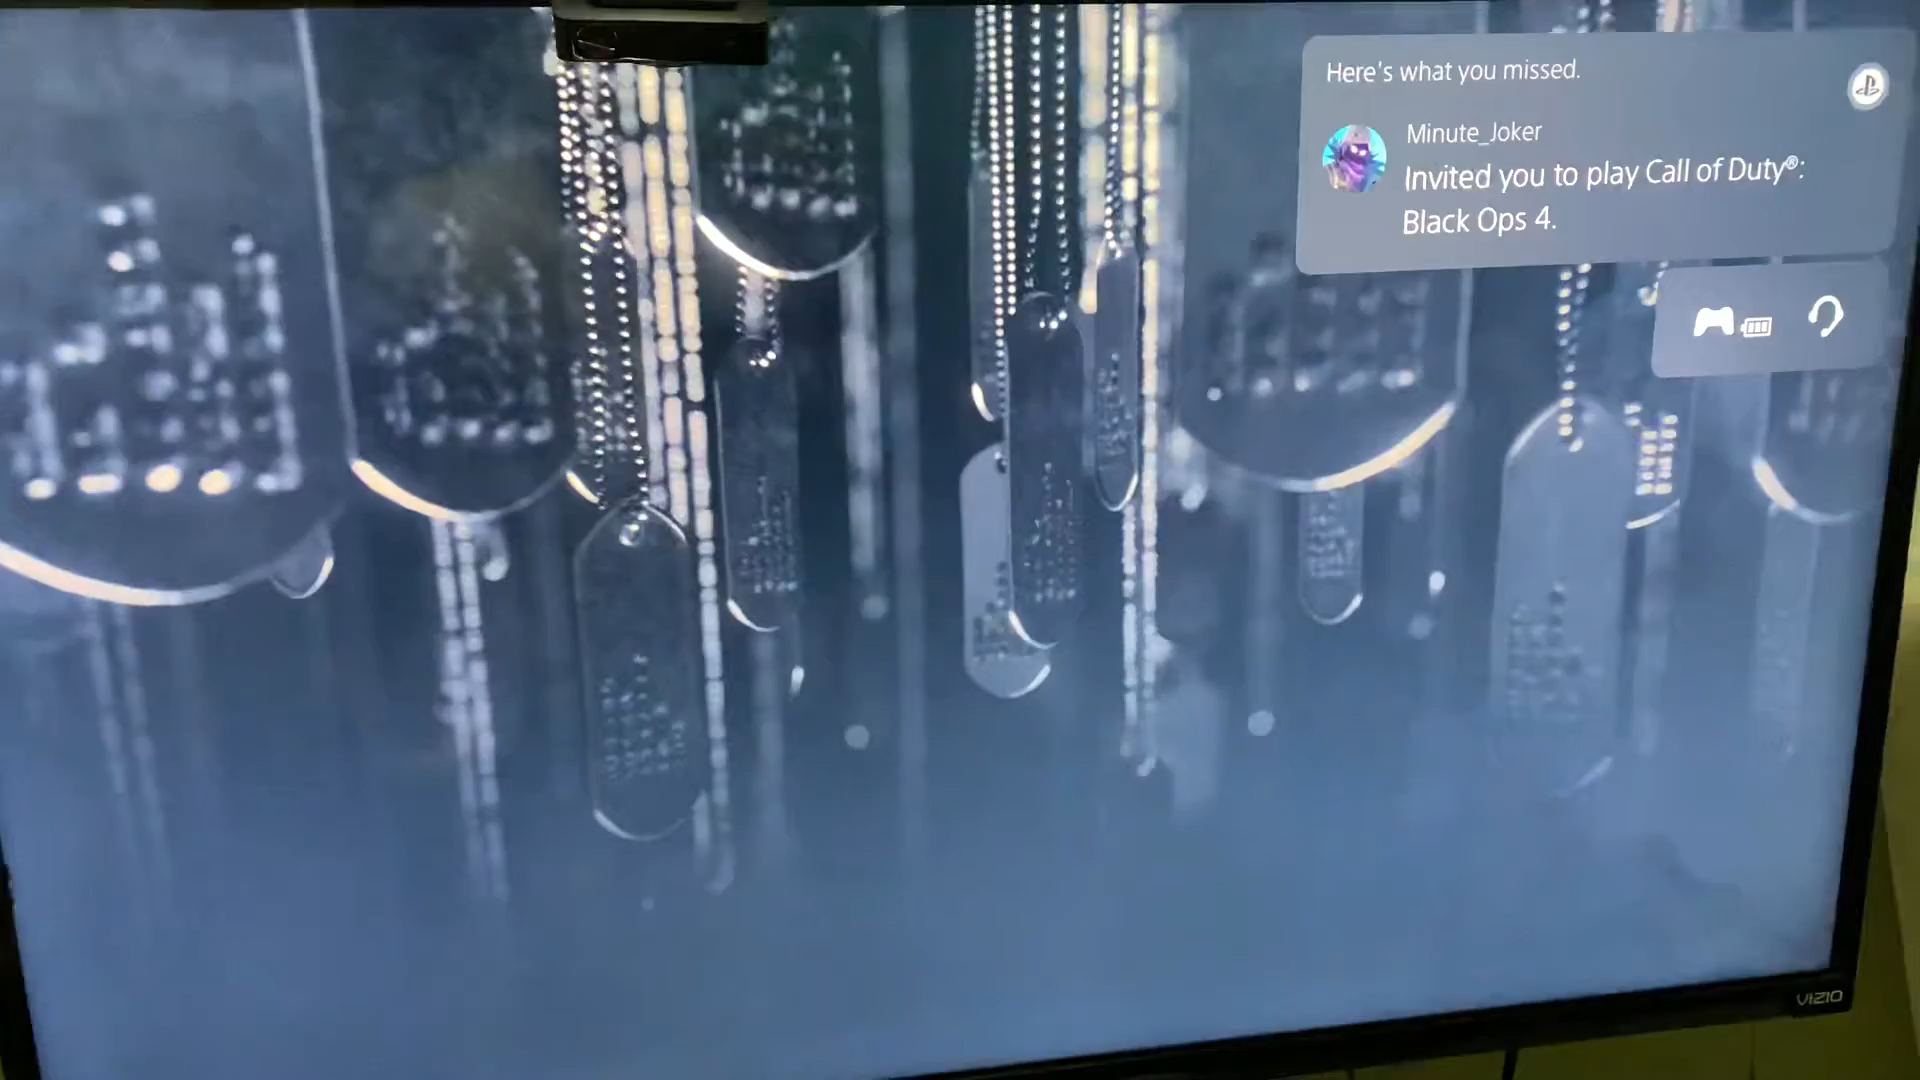 Here's what you missed.
Minute_Joker
Invited you to play Call of Duty®:
Black Ops 4.
VIZIO